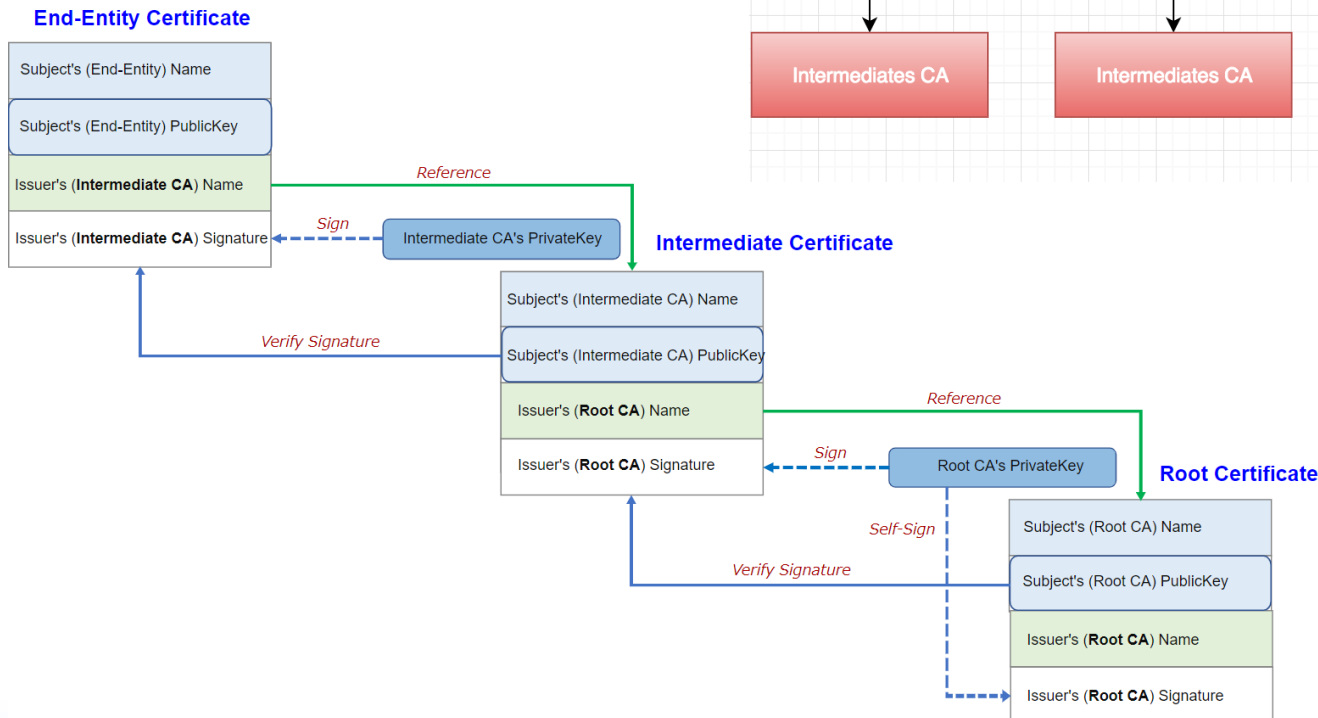 End-Entity Certificate
Subject's (End-Entity) Name
Subject's (End-Entity) PublicKey
Issuer's (Intermediate CA) Name
Issuer's (Intermediate CA) Signature
Intermediates CA
Intermediates CA
Reference
Sign
Intermediate CA's PrivateKey
Verify Signature
Intermediate Certificate
Subject's (Intermediate CA) Name
Subject's (Intermediate CA) PublicKey
Issuer's (Root CA) Name
Issuer's (Root CA) Signature
Reference
Sign
Root CA's PrivateKey
Self-Sign
Verify Signature
Root Certificate
Subject's (Root CA) Name
Subject's (Root CA) PublicKey
Issuer's (Root CA) Name
Issuer's (Root CA) Signature